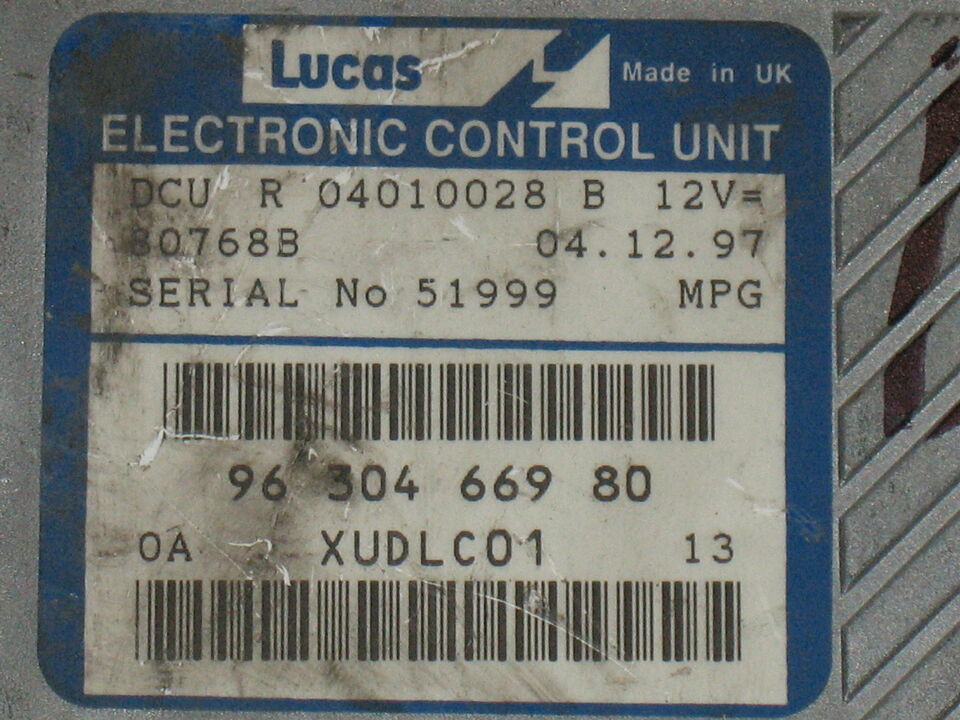 Lucas Made in UK
ELECTRONIC CONTROL UNIT
DCU R 04010028 B 12V=
80768B 04.12.97
SERIAL No 51999 MPG
96 304 669 80
0A XUDLC01 13